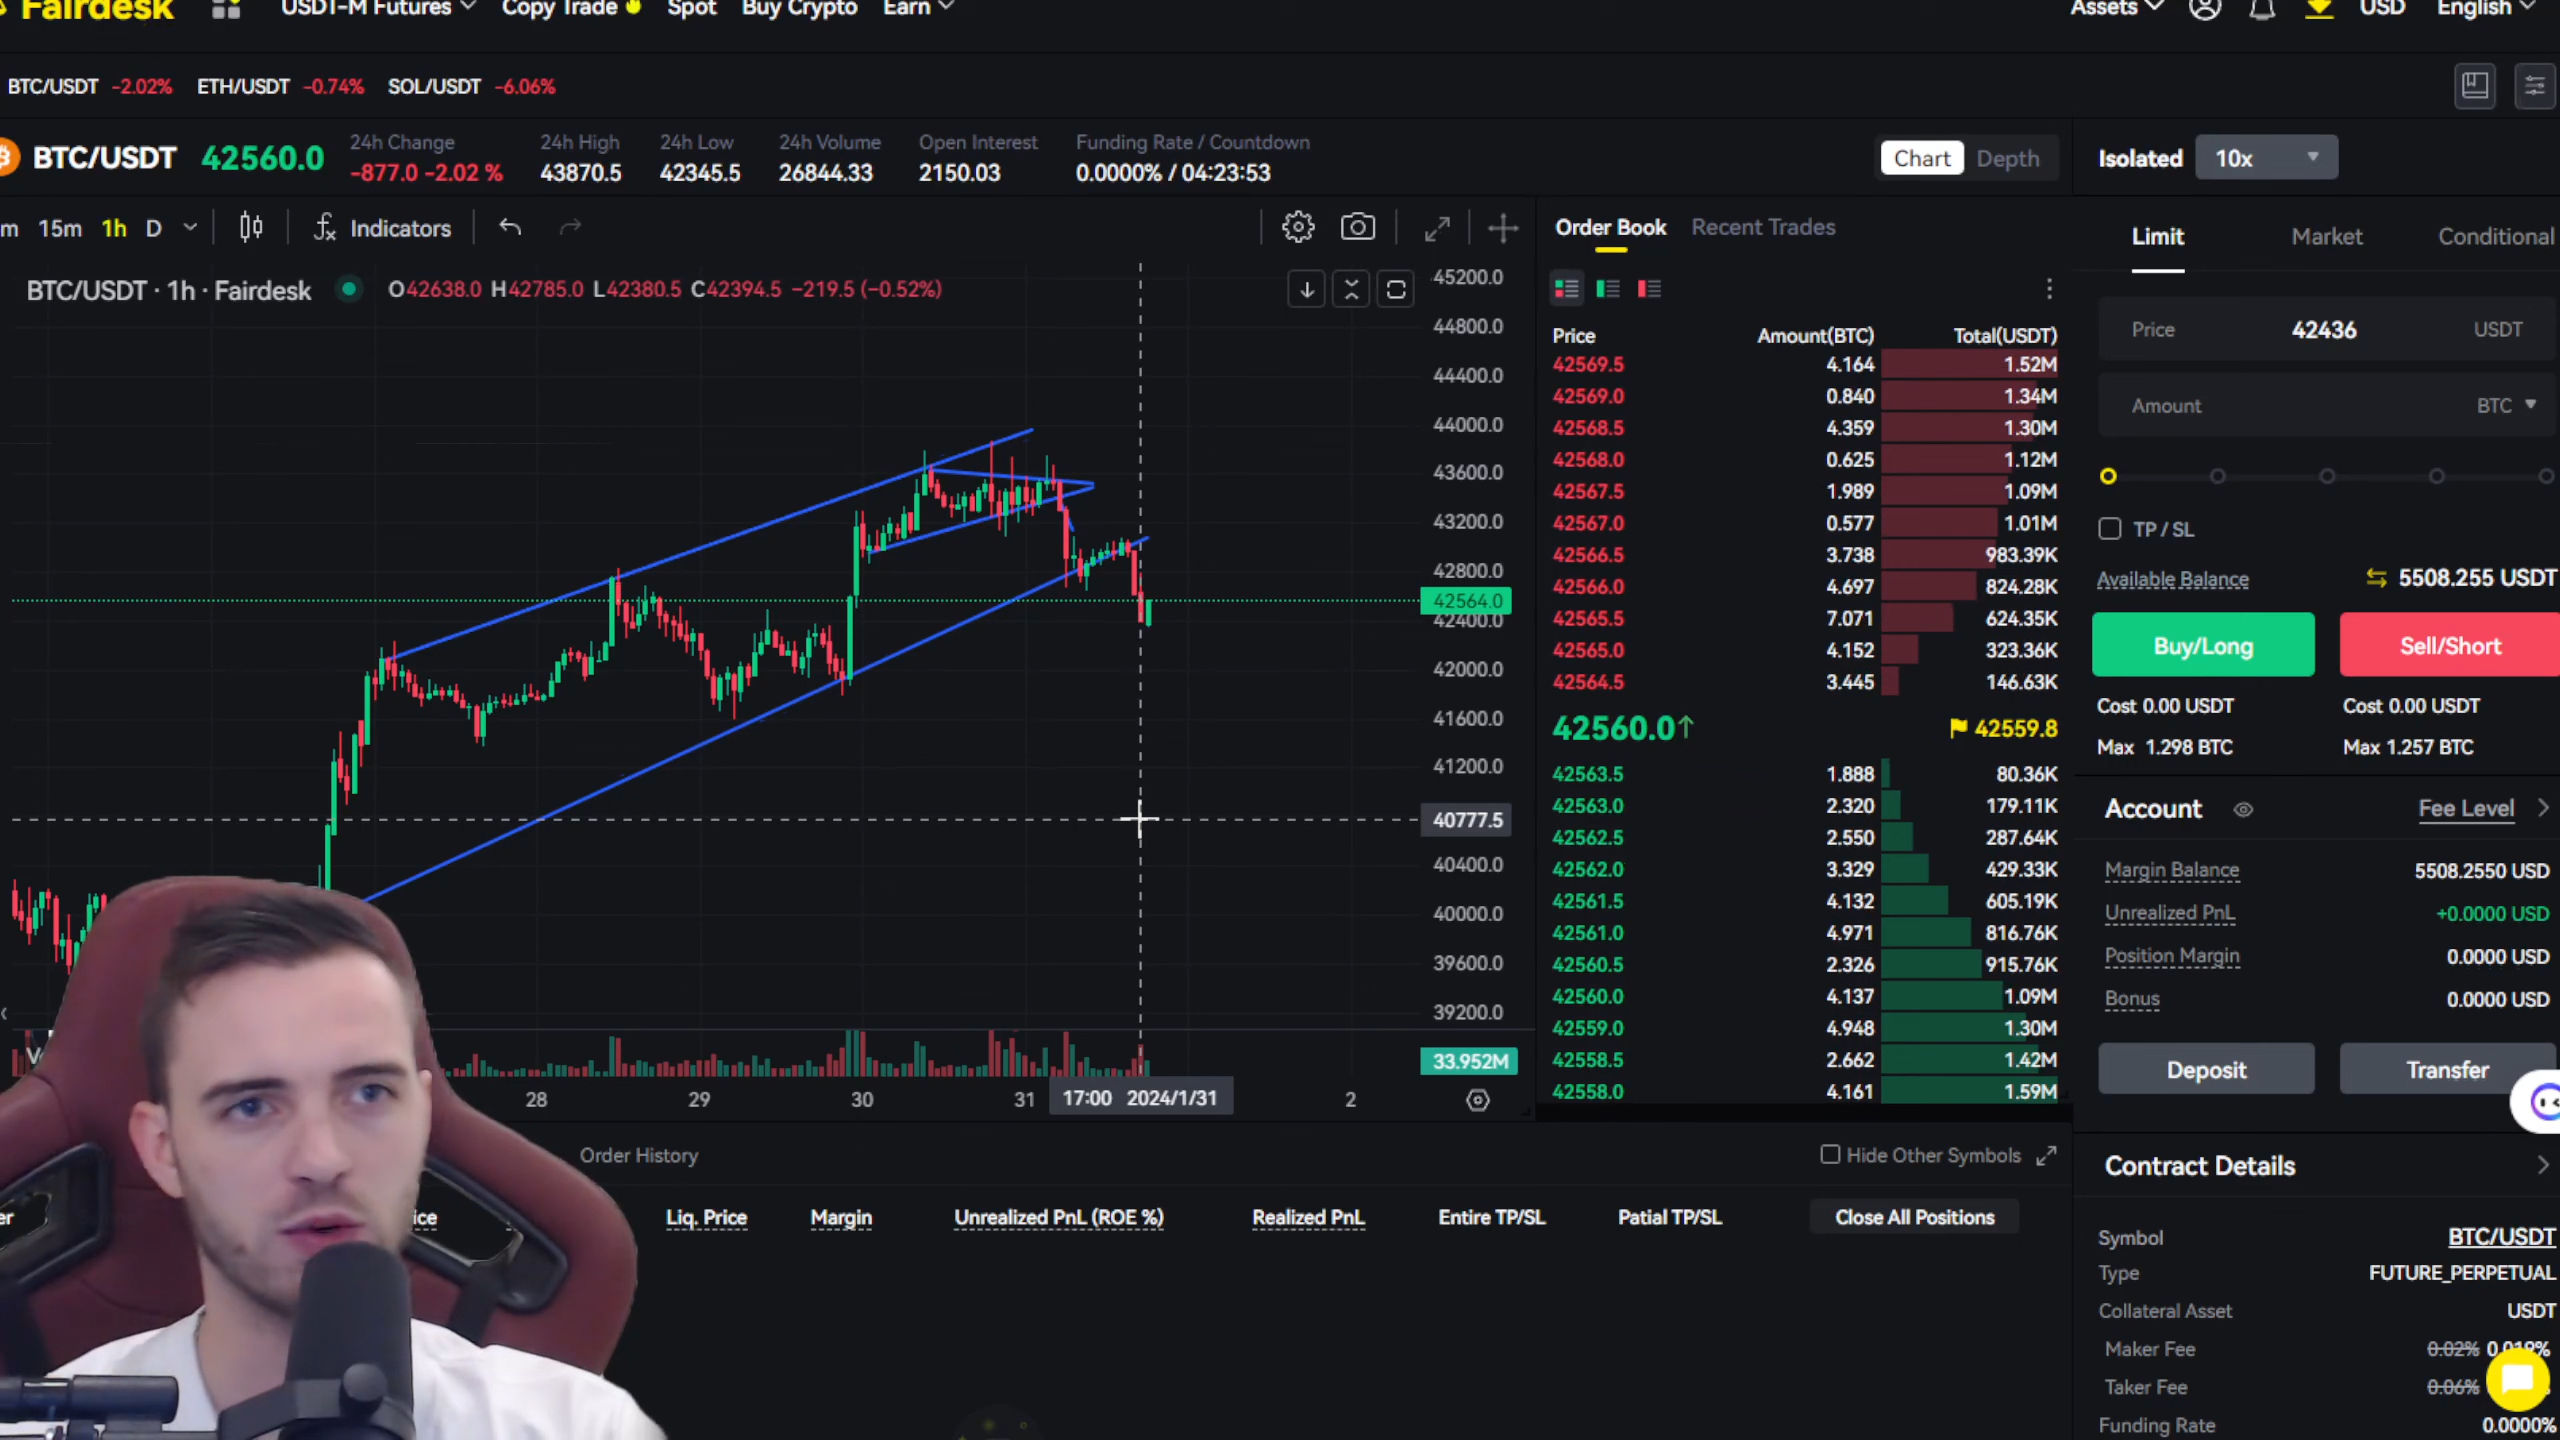 Fairdesk USDT-M Futures Copy Trade Spot Buy Crypto Earn Assets USD English
BTC/USDT -2.02% ETH/USDT -0.74% SOL/USDT -6.06%
BTC/USDT 42560.0
24h Change
-877.0 -2.02 %
24h High
43870.5
24h Low
42345.5
24h Volume
26844.33
Open Interest
2150.03
Funding Rate / Countdown
0.0000% / 04:23:53
Chart Depth
Isolated 10x
m 15m 1h D Indicators
BTC/USDT · 1h · Fairdesk O42638.0 H42785.0 L42380.5 C42394.5 −219.5 (−0.52%)
45200.0
44800.0
44400.0
44000.0
43600.0
43200.0
42800.0
42564.0
42400.0
42000.0
41600.0
41200.0
40777.5
40400.0
40000.0
39600.0
39200.0
33.952M
28 29 30 31 17:00 2024/1/31 2
Order Book Recent Trades
Price Amount(BTC) Total(USDT)
42569.5 4.164 1.52M
42569.0 0.840 1.34M
42568.5 4.359 1.30M
42568.0 0.625 1.12M
42567.5 1.989 1.09M
42567.0 0.577 1.01M
42566.5 3.738 983.39K
42566.0 4.697 824.28K
42565.5 7.071 624.35K
42565.0 4.152 323.36K
42564.5 3.445 146.63K
42560.0↑ 42559.8
42563.5 1.888 80.36K
42563.0 2.320 179.11K
42562.5 2.550 287.64K
42562.0 3.329 429.33K
42561.5 4.132 605.19K
42561.0 4.971 816.76K
42560.5 2.326 915.76K
42560.0 4.137 1.09M
42559.0 4.948 1.30M
42558.5 2.662 1.42M
42558.0 4.161 1.59M
Limit Market Conditional
Price 42436 USDT
Amount BTC
TP / SL
Available Balance 5508.255 USDT
Buy/Long Sell/Short
Cost 0.00 USDT Cost 0.00 USDT
Max 1.298 BTC Max 1.257 BTC
Account Fee Level
Margin Balance 5508.2550 USD
Unrealized PnL +0.0000 USD
Position Margin 0.0000 USD
Bonus 0.0000 USD
Deposit Transfer
Contract Details
Symbol BTC/USDT
Type FUTURE_PERPETUAL
Collateral Asset USDT
Maker Fee 0.02%
Taker Fee 0.06%
Funding Rate 0.0000%
Order History Hide Other Symbols
er ice Liq. Price Margin Unrealized PnL (ROE %) Realized PnL Entire TP/SL Patial TP/SL Close All Positions